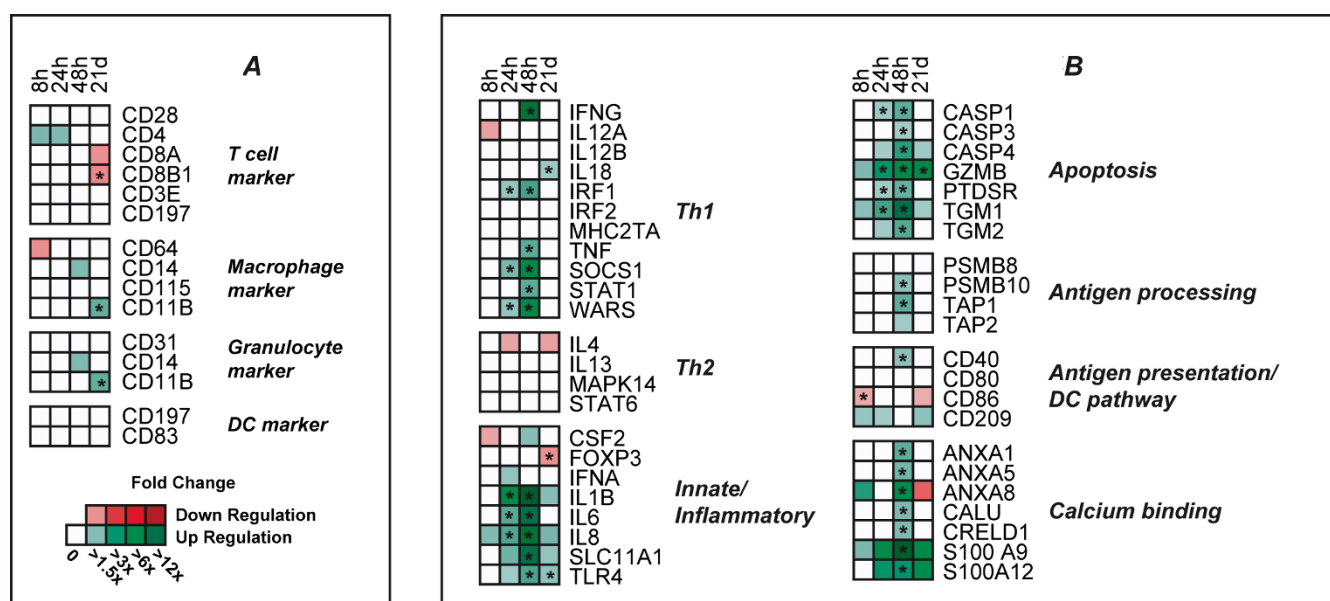 A
8h 24h 48h 21d
CD28
CD4
CD8A
CD8B1
CD3E
CD197
T cell
marker
*
CD64
CD14
CD115
CD11B
Macrophage
marker
*
CD31
CD14
CD11B
Granulocyte
marker
*
CD197
CD83
DC marker
Fold Change
Down Regulation
Up Regulation
0 >1.5x >3x >6x >12x
B
8h 24h 48h 21d
IFNG *
IL12A
IL12B
IL18 *
IRF1 * *
IRF2
MHC2TA
TNF *
SOCS1 * *
STAT1 *
WARS * *
Th1
IL4
IL13
MAPK14
STAT6
Th2
CSF2
FOXP3 *
IFNA
IL1B * *
IL6 * *
IL8 * *
SLC11A1 *
TLR4 * *
Innate/
Inflammatory
8h 24h 48h 21d
CASP1 * *
CASP3 *
CASP4 *
GZMB * * *
PTDSR * *
TGM1 * *
TGM2 *
Apoptosis
PSMB8
PSMB10 *
TAP1 *
TAP2
Antigen processing
CD40 *
CD80
CD86 *
CD209
Antigen presentation/
DC pathway
ANXA1 *
ANXA5 *
ANXA8 *
CALU *
CRELD1 *
S100 A9 *
S100A12 *
Calcium binding